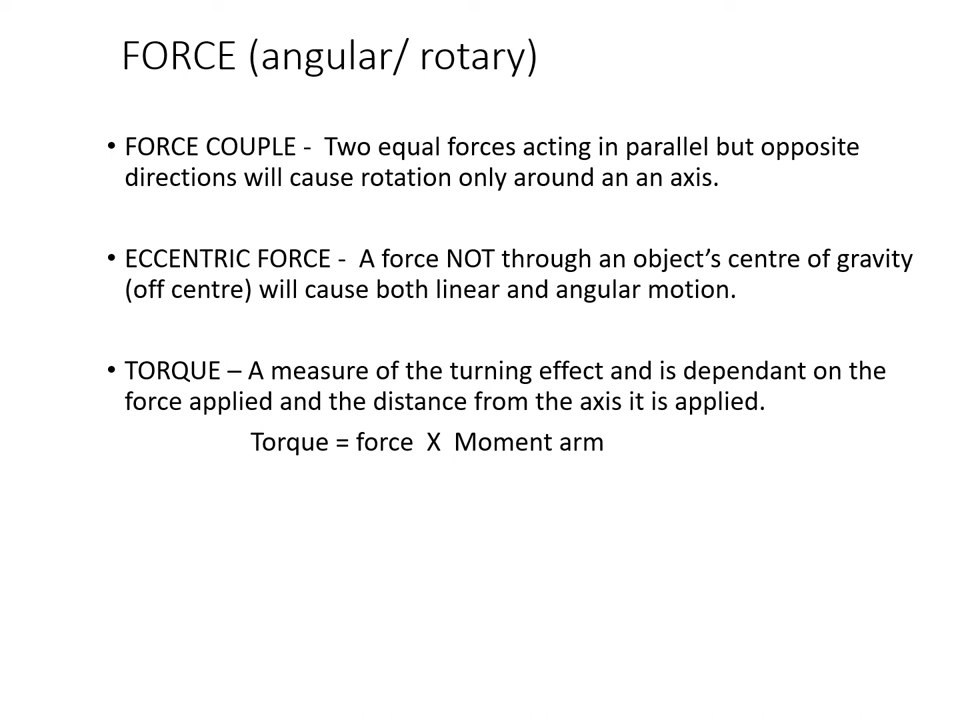 FORCE (angular/ rotary)
• FORCE COUPLE -  Two equal forces acting in parallel but opposite
directions will cause rotation only around an an axis.
• ECCENTRIC FORCE -  A force NOT through an object’s centre of gravity
(off centre) will cause both linear and angular motion.
• TORQUE – A measure of the turning effect and is dependant on the
force applied and the distance from the axis it is applied.
Torque = force  X  Moment arm